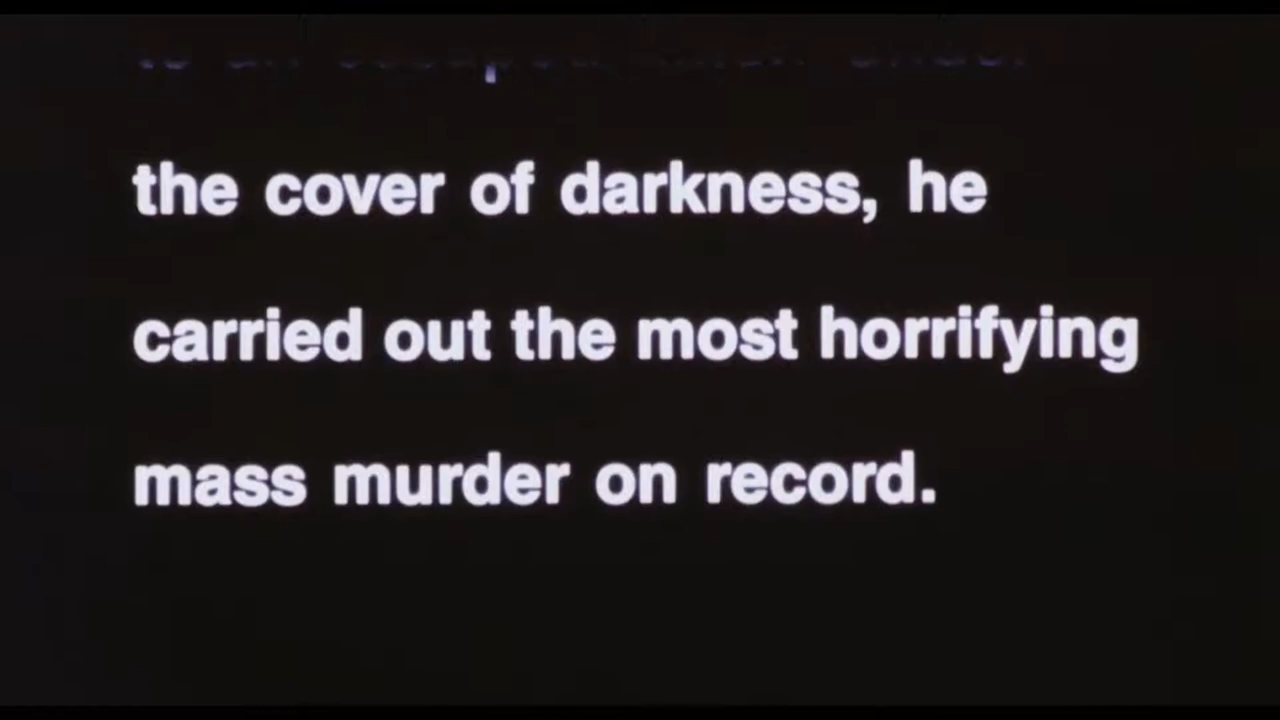 the cover of darkness, he
carried out the most horrifying
mass murder on record.